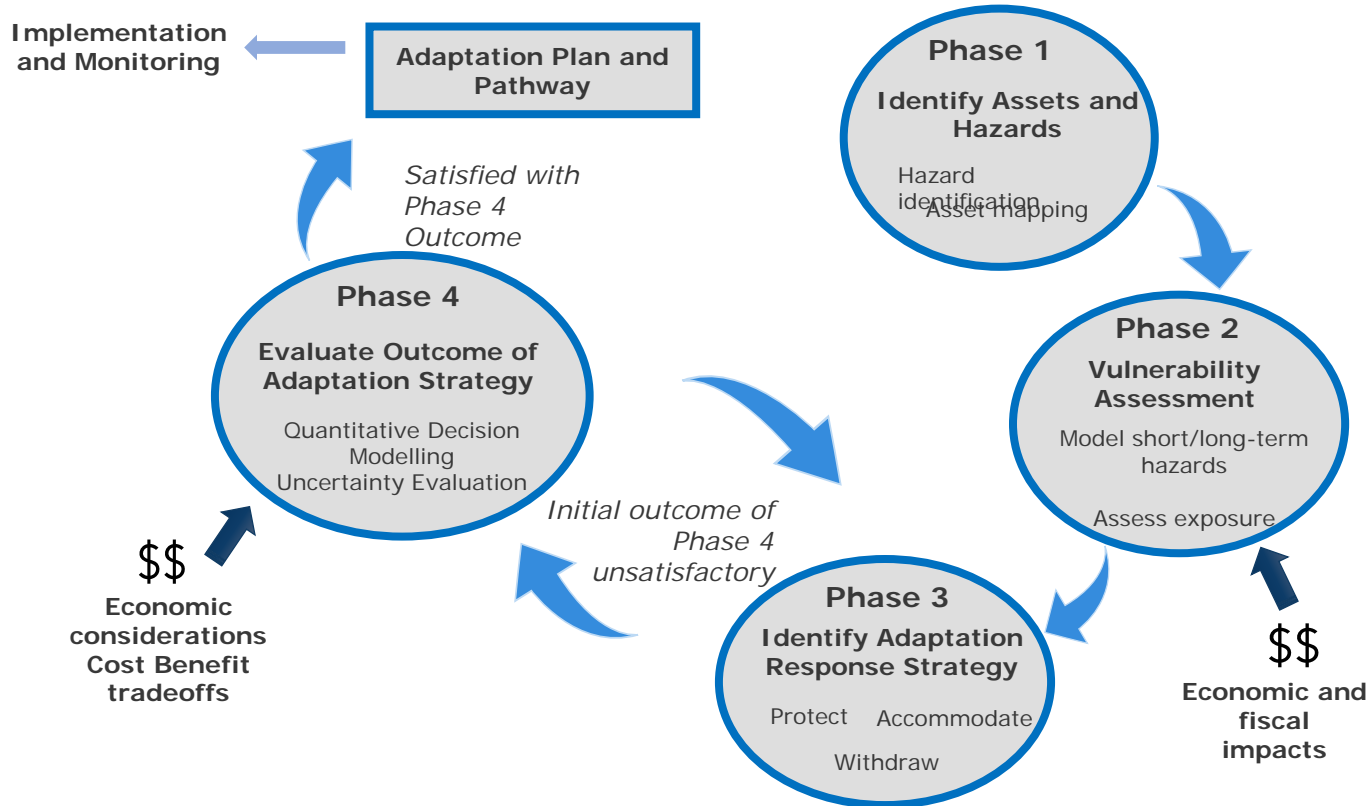 Implementation
and Monitoring
Adaptation Plan and
Pathway
Phase 1
Identify Assets and
Hazards
Hazard
identification
Asset mapping
Satisfied with
Phase 4
Outcome
Phase 4
Evaluate Outcome of
Adaptation Strategy
Quantitative Decision
Modelling
Uncertainty Evaluation
Phase 2
Vulnerability
Assessment
Model short/long-term
hazards
Assess exposure
Initial outcome of
Phase 4
unsatisfactory
$$
Economic
considerations
Cost Benefit
tradeoffs
Phase 3
Identify Adaptation
Response Strategy
Protect Accommodate
Withdraw
$$
Economic and
fiscal
impacts